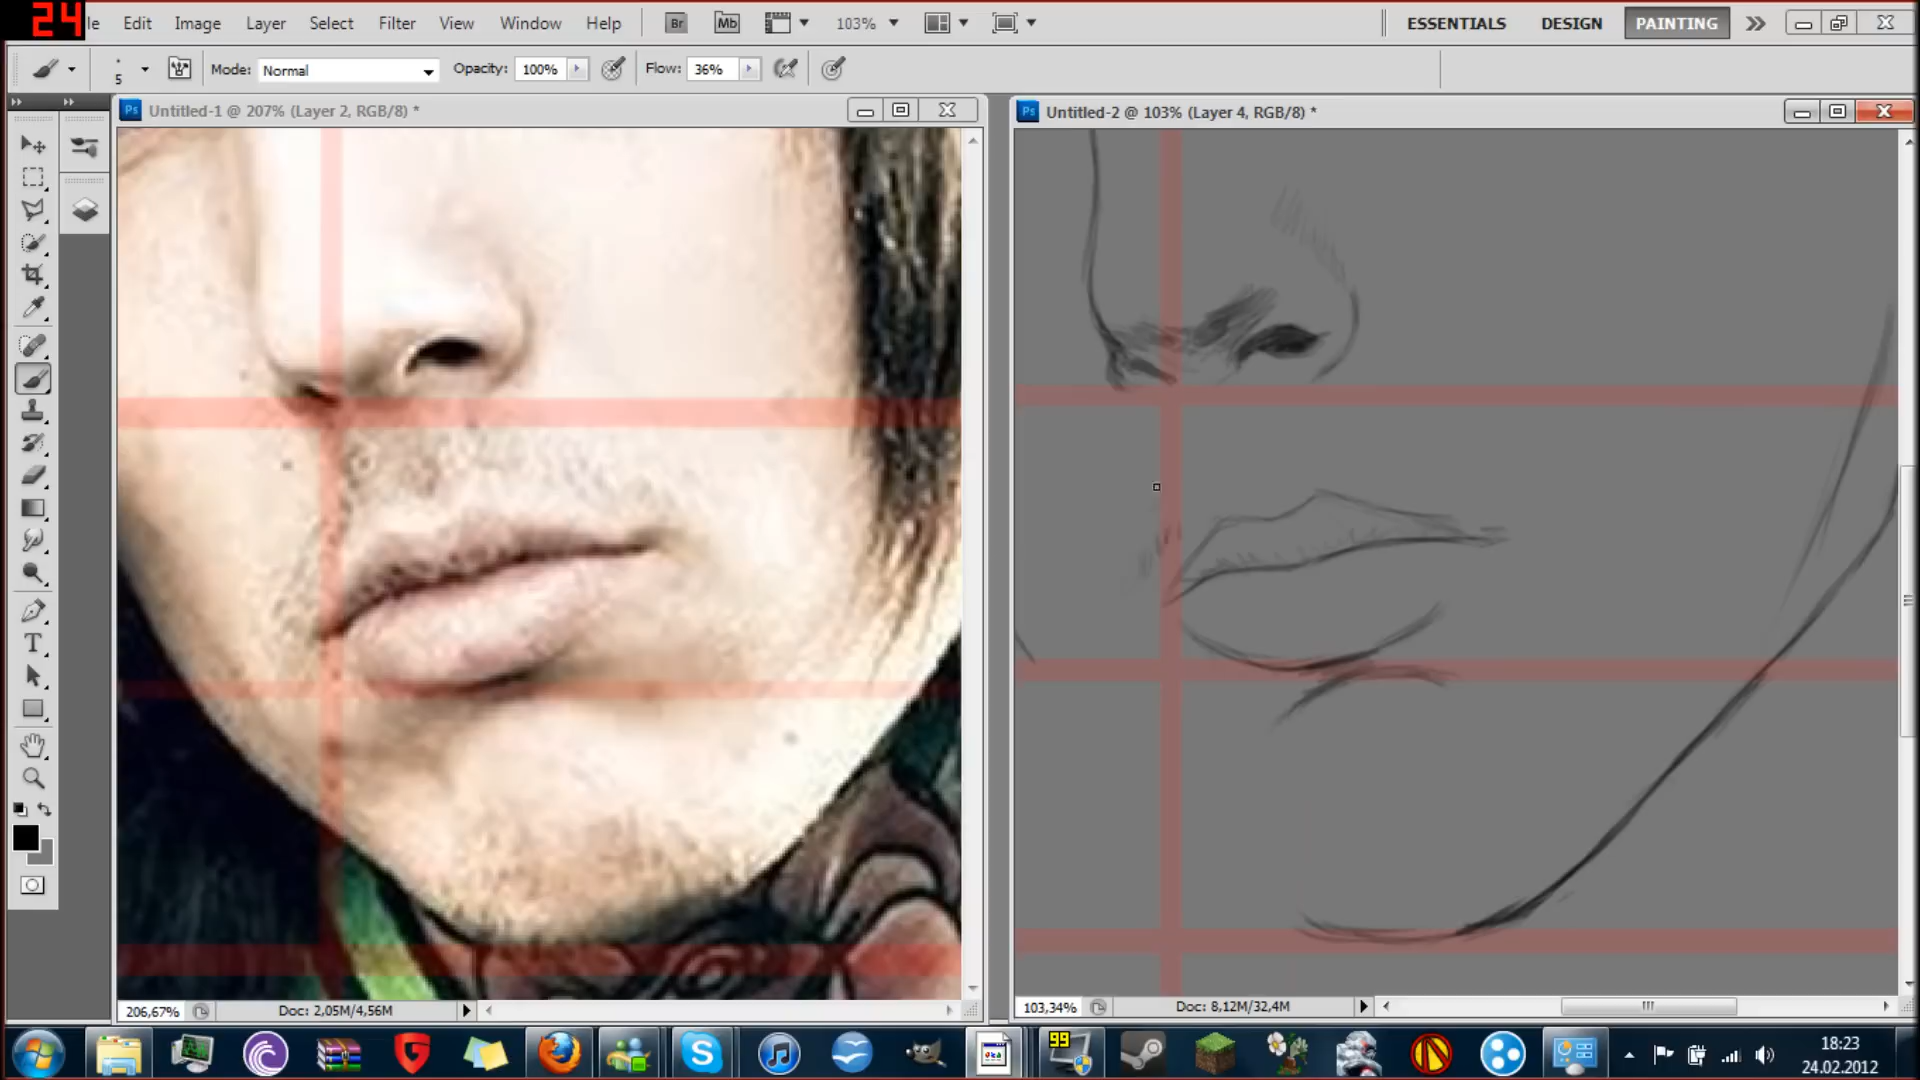 24
le Edit Image Layer Select Filter View Window Help Br Mb 103% ESSENTIALS DESIGN PAINTING
5 Mode: Normal Opacity: 100% Flow: 36%
Ps Untitled-1 @ 207% (Layer 2, RGB/8) *
Ps Untitled-2 @ 103% (Layer 4, RGB/8) *
T
206,67% Doc: 2,05M/4,56M
103,34% Doc: 8,12M/32,4M
99
18:23
24.02.2012